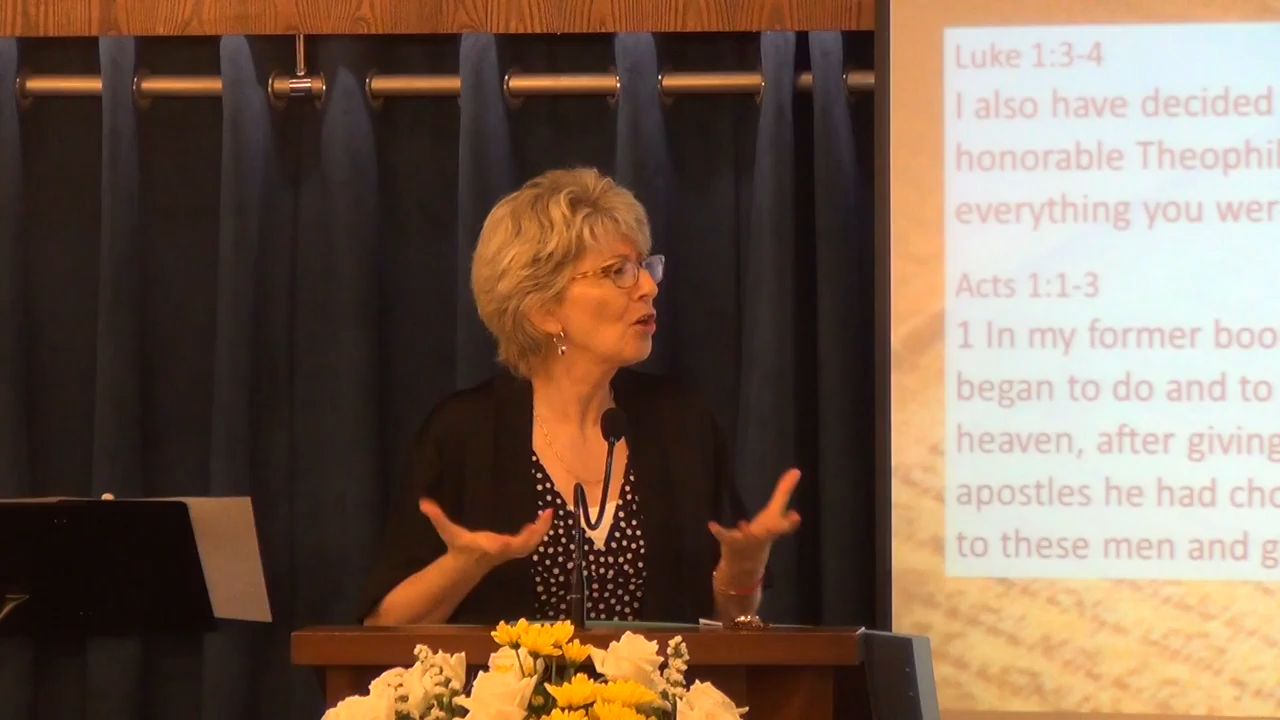 Luke 1:3-4
I also have decided
honorable Theophil
everything you wer
Acts 1:1-3
1 In my former boo
began to do and to
heaven, after giving
apostles he had cho
to these men and g